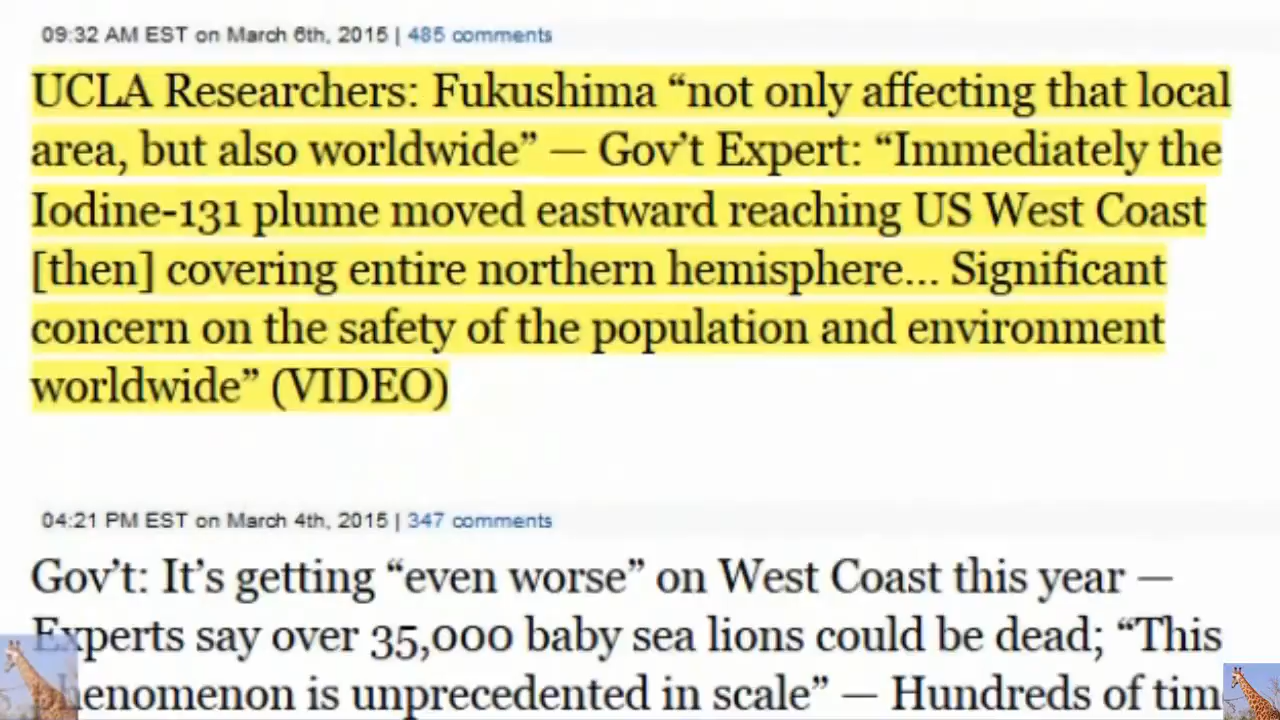 09:32 AM EST on March 6th, 2015 | 485 comments
UCLA Researchers: Fukushima “not only affecting that local
area, but also worldwide” — Gov’t Expert: “Immediately the
Iodine-131 plume moved eastward reaching US West Coast
[then] covering entire northern hemisphere... Significant
concern on the safety of the population and environment
worldwide” (VIDEO)
04:21 PM EST on March 4th, 2015 | 347 comments
Gov’t: It’s getting “even worse” on West Coast this year —
Experts say over 35,000 baby sea lions could be dead; “This
phenomenon is unprecedented in scale” — Hundreds of tim